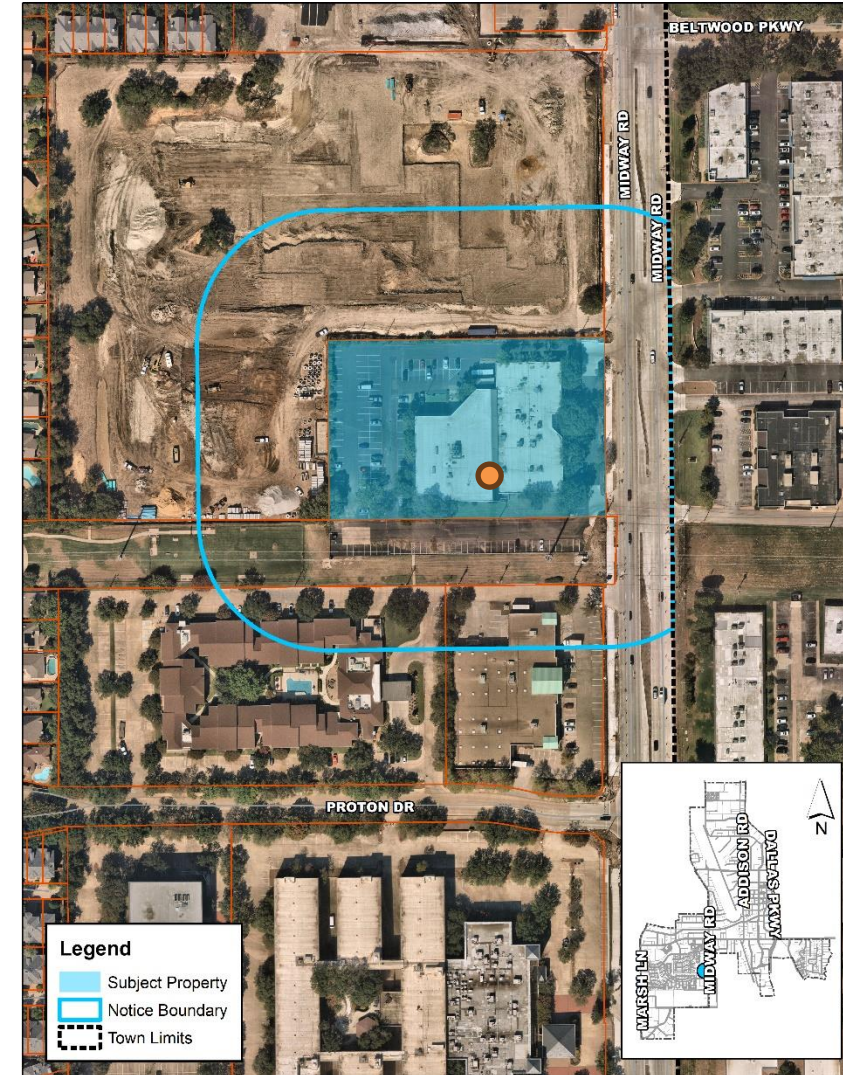 BELTWOOD PKWY
MIDWAY RD
MIDWAY RD
PROTON DR
Legend
Subject Property
Notice Boundary
Town Limits
MARSH LN
MIDWAY RD
ADDISON RD
DALLAS PKWY
N